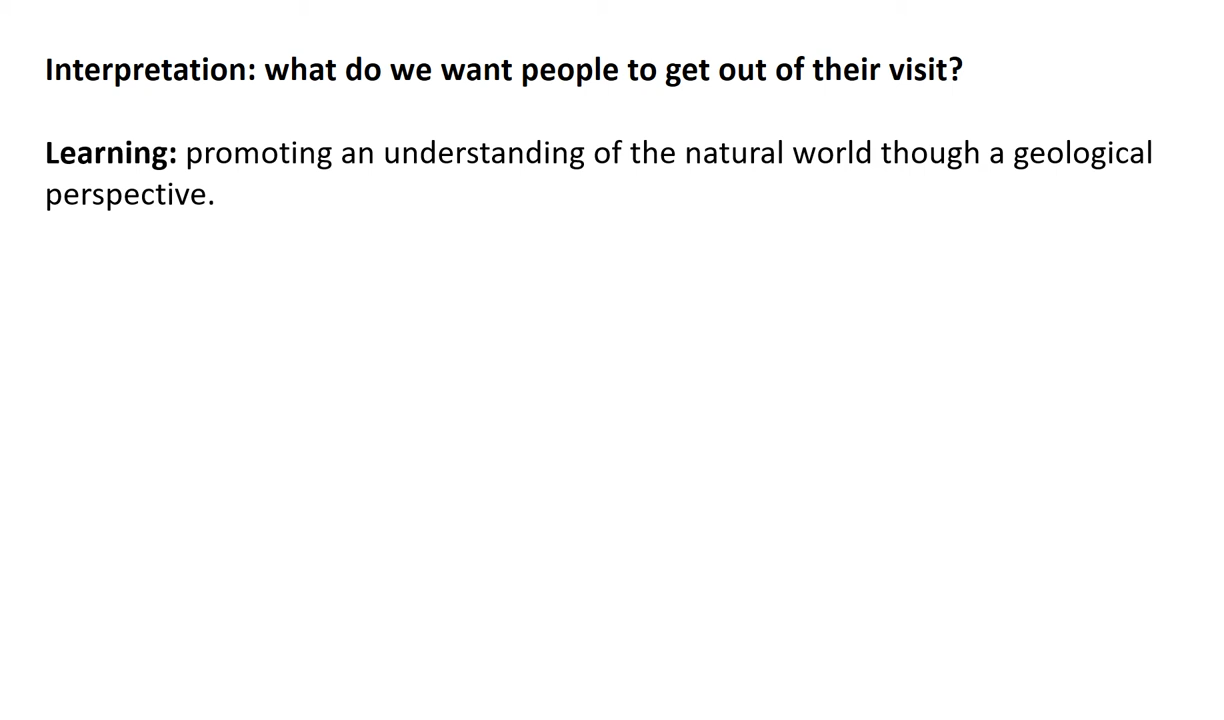 Interpretation: what do we want people to get out of their visit?
Learning: promoting an understanding of the natural world though a geological
perspective.